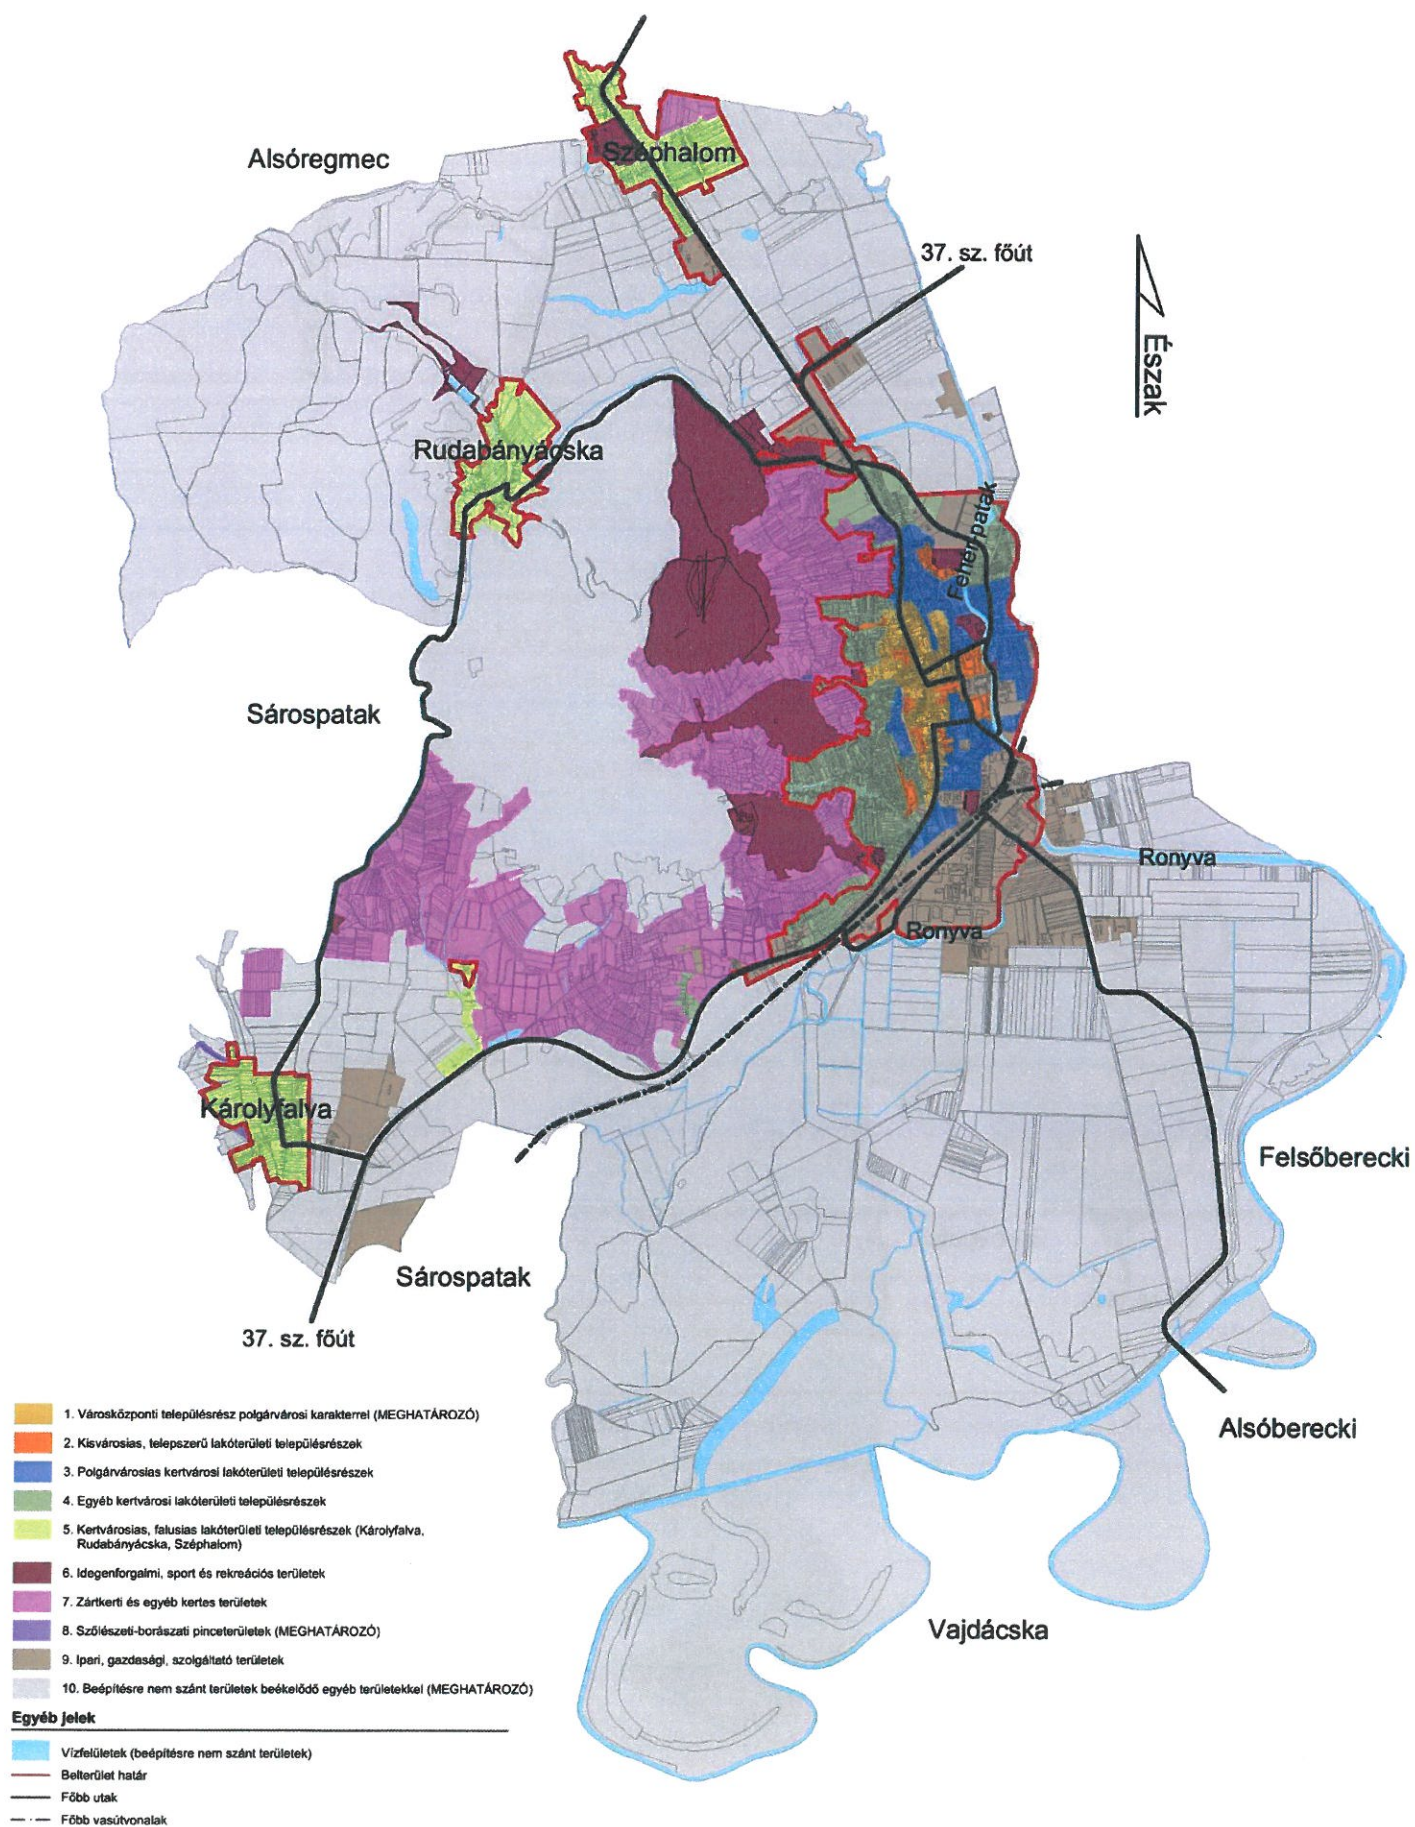 Alsóregmec
Széphalom
37. sz. főút
Észak
Rudabányácska
Fehér-patak
Sárospatak
Ronyva
Ronyva
Károlyfalva
Felsőberecki
Sárospatak
37. sz. főút
Alsóberecki
Vajdácska
1. Városközponti településrész polgárvárosi karakterrel (MEGHATÁROZÓ)
2. Kisvárosias, telepszerű lakóterületi településrészek
3. Polgárvárosias kertvárosi lakóterületi településrészek
4. Egyéb kertvárosi lakóterületi településrészek
5. Kertvárosias, falusias lakóterületi településrészek (Károlyfalva,
Rudabányácska, Széphalom)
6. Idegenforgalmi, sport és rekreációs területek
7. Zártkerti és egyéb kertes területek
8. Szőlészeti-borászati pinceterületek (MEGHATÁROZÓ)
9. Ipari, gazdasági, szolgáltató területek
10. Beépítésre nem szánt területek beékelődő egyéb területekkel (MEGHATÁROZÓ)
Egyéb jelek
Vízfelületek (beépítésre nem szánt területek)
Belterület határ
Főbb utak
Főbb vasútvonalak